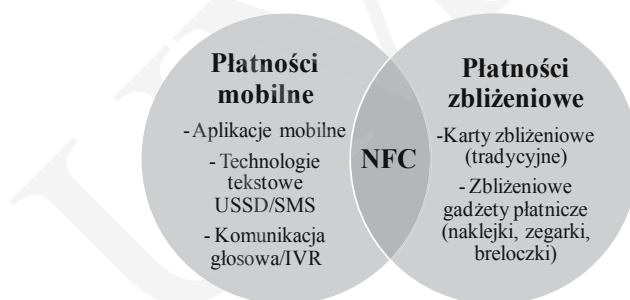 Płatności
mobilne
- Aplikacje mobilne
- Technologie
tekstowe
USSD/SMS
- Komunikacja
głosowa/IVR
NFC
Płatności
zbliżeniowe
-Karty zbliżeniowe
(tradycyjne)
- Zbliżeniowe
gadżety płatnicze
(naklejki, zegarki,
breloczki)